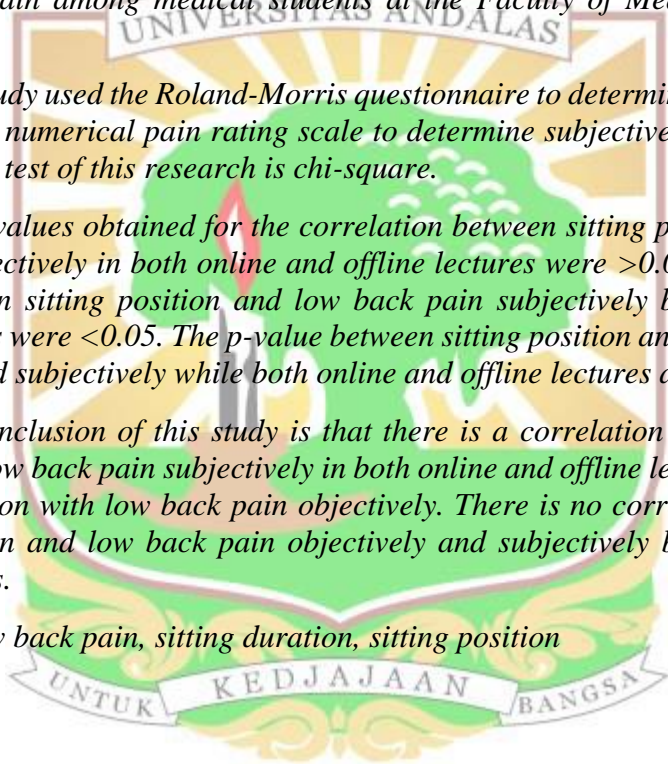 ain among medical students at the Faculty of Me
UNIVERSITAS ANDALAS
udy used the Roland-Morris questionnaire to determin
numerical pain rating scale to determine subjective
test of this research is chi-square.
values obtained for the correlation between sitting p
ectively in both online and offline lectures were >0.0
n sitting position and low back pain subjectively b
were <0.05. The p-value between sitting position an
d subjectively while both online and offline lectures a
nclusion of this study is that there is a correlation
ow back pain subjectively in both online and offline le
on with low back pain objectively. There is no corr
n and low back pain objectively and subjectively b
s.
w back pain, sitting duration, sitting position
UNTUK KEDJAJAAN BANGSA